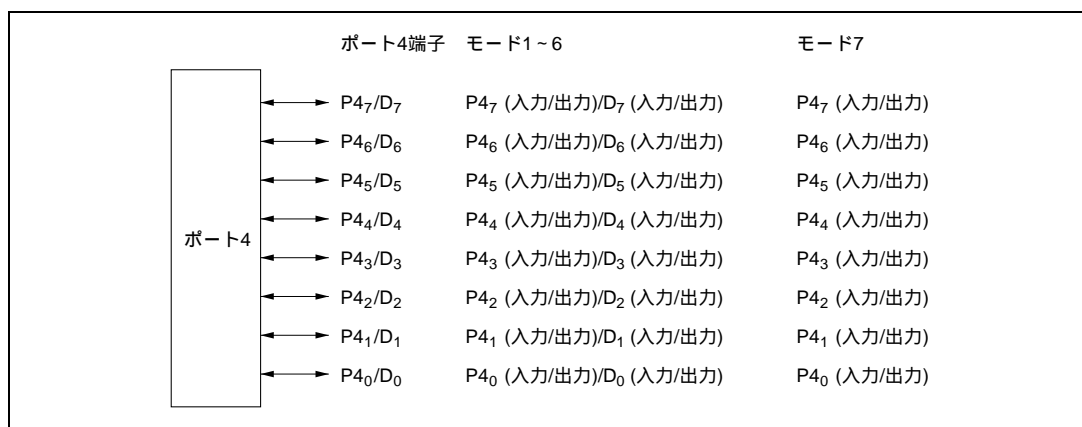 ポート4端子 モード1~6 モード7
P4₇/D₇ P4₇ (入力/出力)/D₇ (入力/出力) P4₇ (入力/出力)
P4₆/D₆ P4₆ (入力/出力)/D₆ (入力/出力) P4₆ (入力/出力)
P4₅/D₅ P4₅ (入力/出力)/D₅ (入力/出力) P4₅ (入力/出力)
P4₄/D₄ P4₄ (入力/出力)/D₄ (入力/出力) P4₄ (入力/出力)
ポート4
P4₃/D₃ P4₃ (入力/出力)/D₃ (入力/出力) P4₃ (入力/出力)
P4₂/D₂ P4₂ (入力/出力)/D₂ (入力/出力) P4₂ (入力/出力)
P4₁/D₁ P4₁ (入力/出力)/D₁ (入力/出力) P4₁ (入力/出力)
P4₀/D₀ P4₀ (入力/出力)/D₀ (入力/出力) P4₀ (入力/出力)